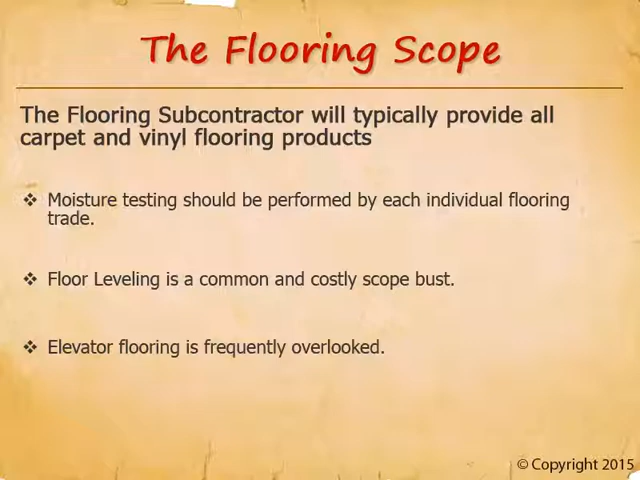 The Flooring Scope
The Flooring Subcontractor will typically provide all
carpet and vinyl flooring products
❖ Moisture testing should be performed by each individual flooring
trade.
❖ Floor Leveling is a common and costly scope bust.
❖ Elevator flooring is frequently overlooked.
© Copyright 2015